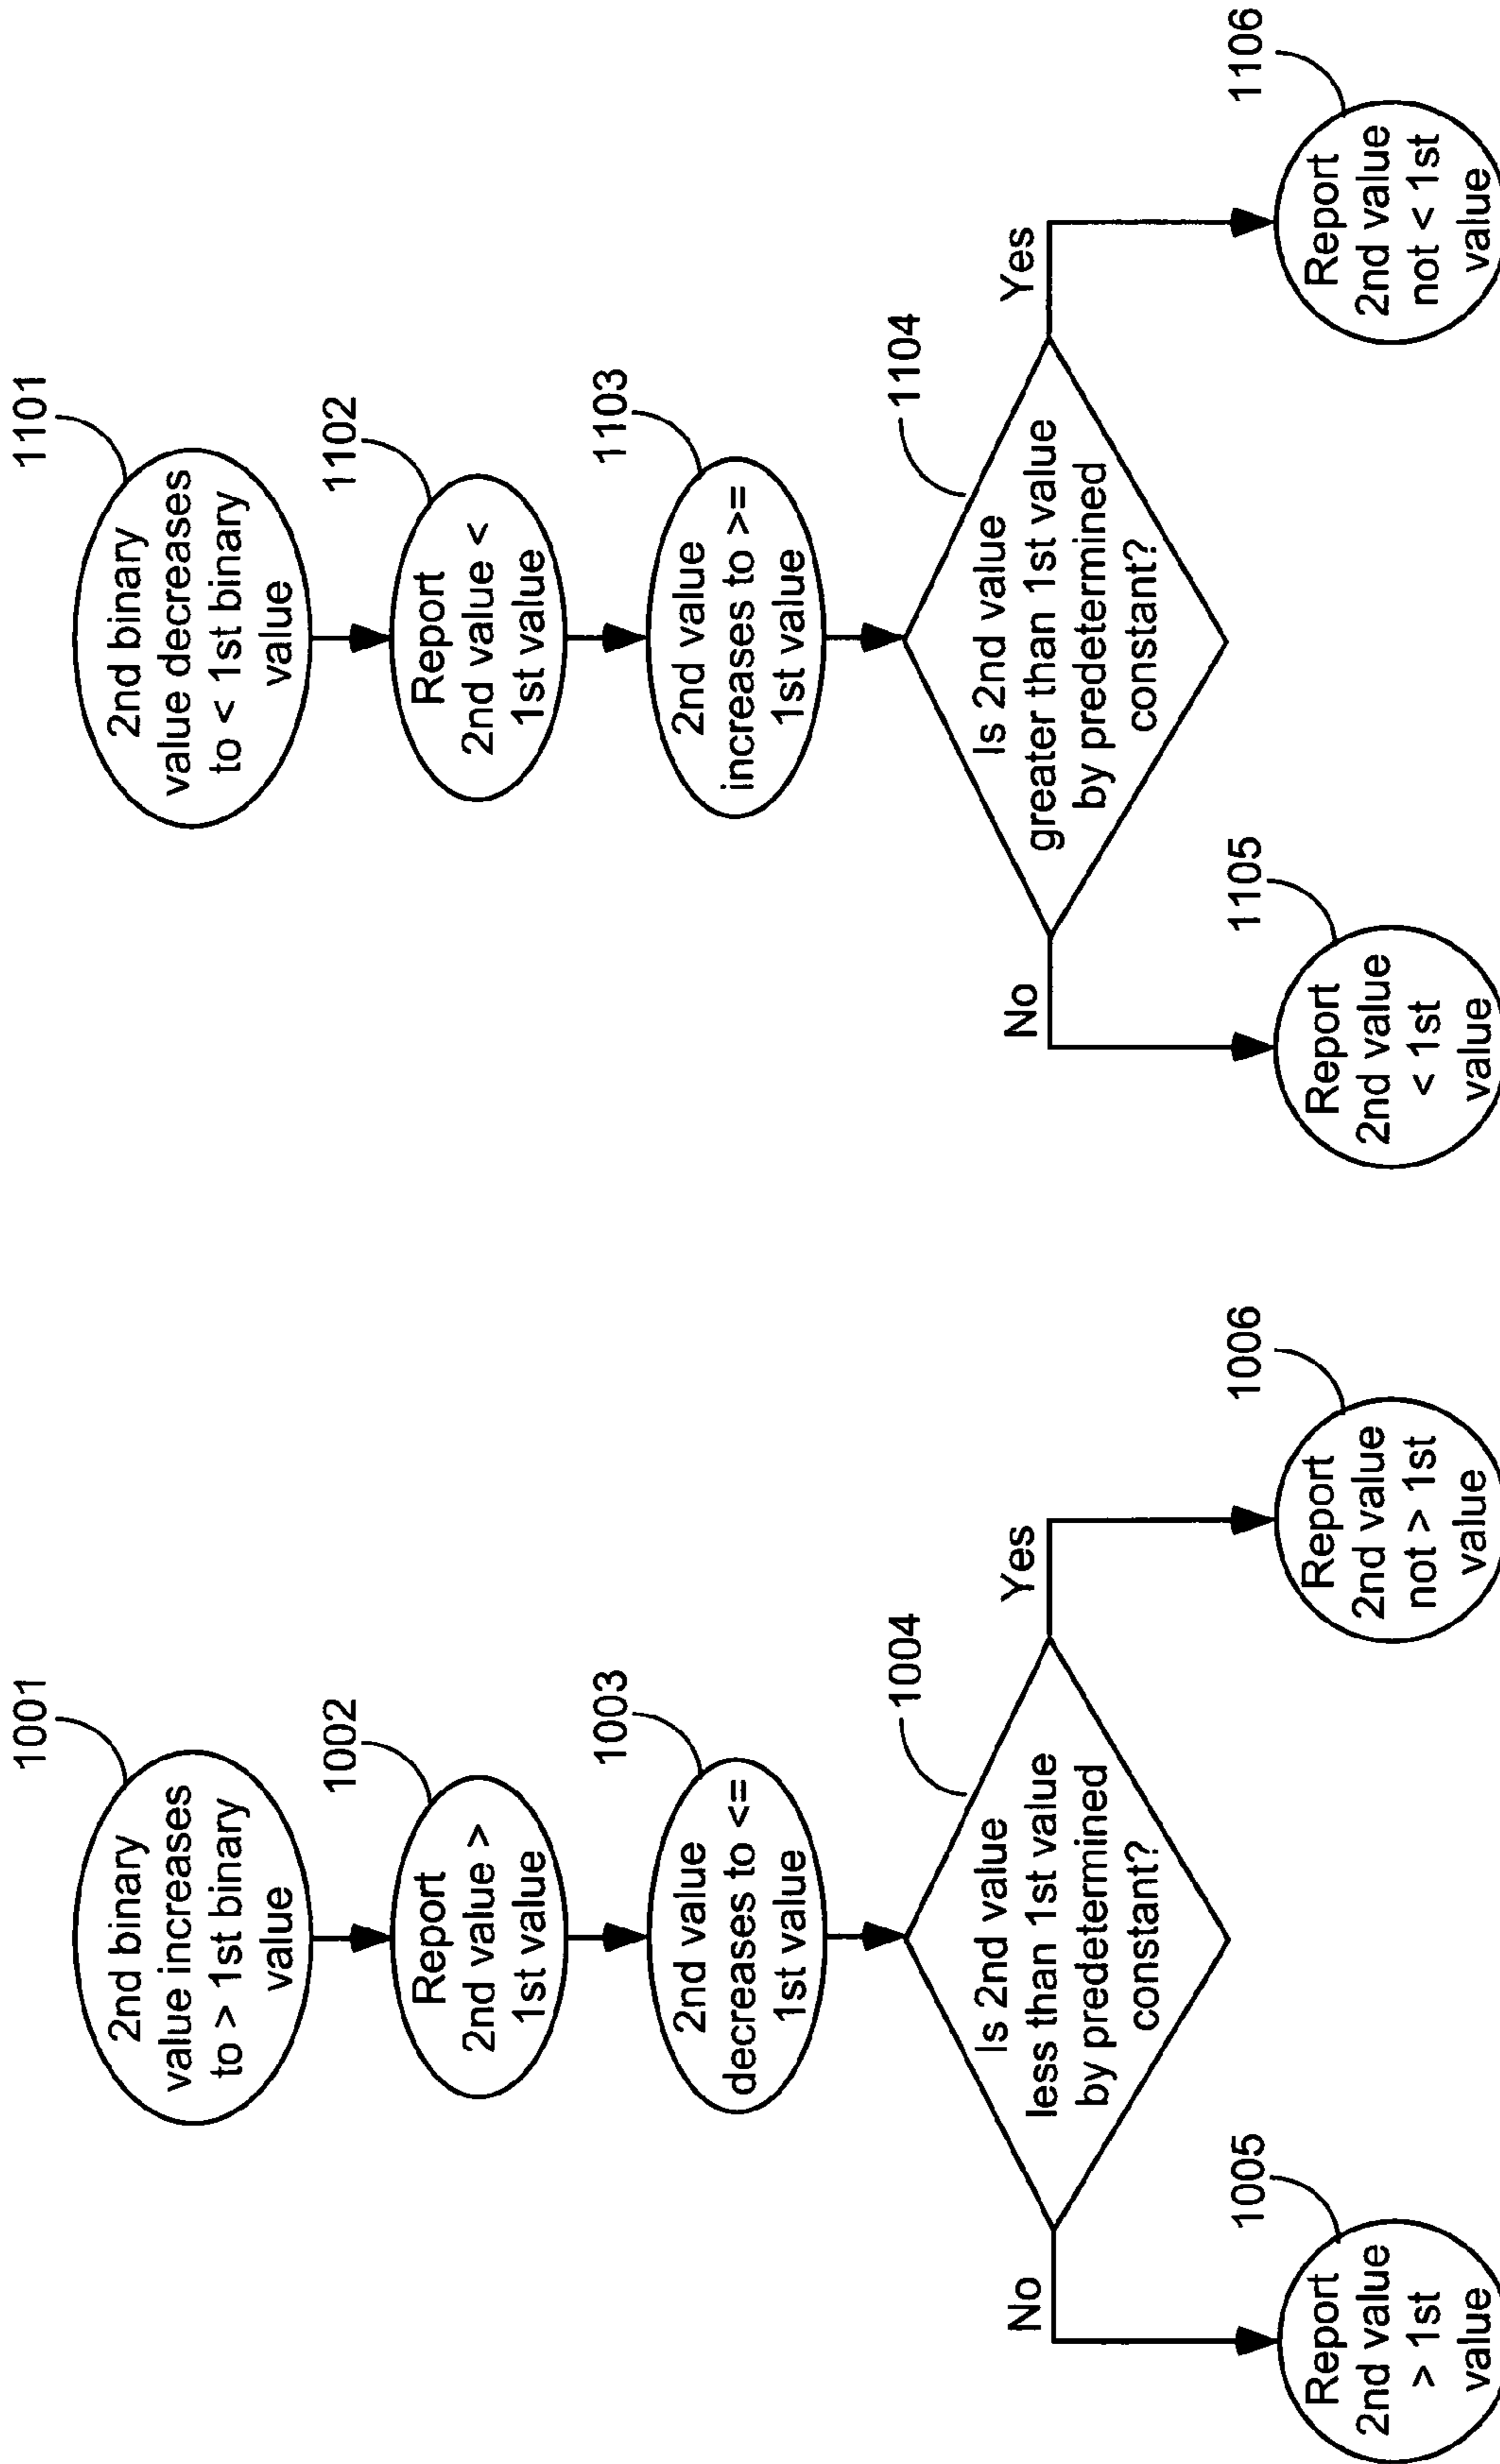 1001
2nd binary
value increases
to > 1st binary
value
1002
Report
2nd value >
1st value
1003
2nd value
decreases to <=
1st value
1004
Is 2nd value
less than 1st value
by predetermined
constant?
No
Yes
1005
Report
2nd value
> 1st
value
1006
Report
2nd value
not > 1st
value
1101
2nd binary
value decreases
to < 1st binary
value
1102
Report
2nd value <
1st value
1103
2nd value
increases to >=
1st value
1104
Is 2nd value
greater than 1st value
by predetermined
constant?
No
Yes
1105
Report
2nd value
< 1st
value
1106
Report
2nd value
not < 1st
value